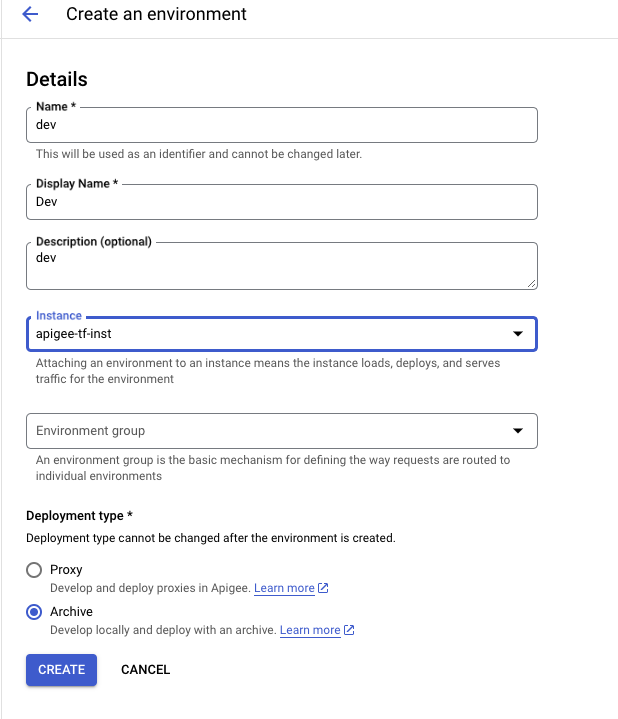 Create an environment
Details
Name *
dev
This will be used as an identifier and cannot be changed later.
Display Name *
Dev
Description (optional)
dev
Instance
apigee-tf-inst
Attaching an environment to an instance means the instance loads, deploys, and serves
traffic for the environment
Environment group
An environment group is the basic mechanism for defining the way requests are routed to
individual environments
Deployment type *
Deployment type cannot be changed after the environment is created.
Proxy
Develop and deploy proxies in Apigee. Learn more
Archive
Develop locally and deploy with an archive. Learn more
CREATE CANCEL